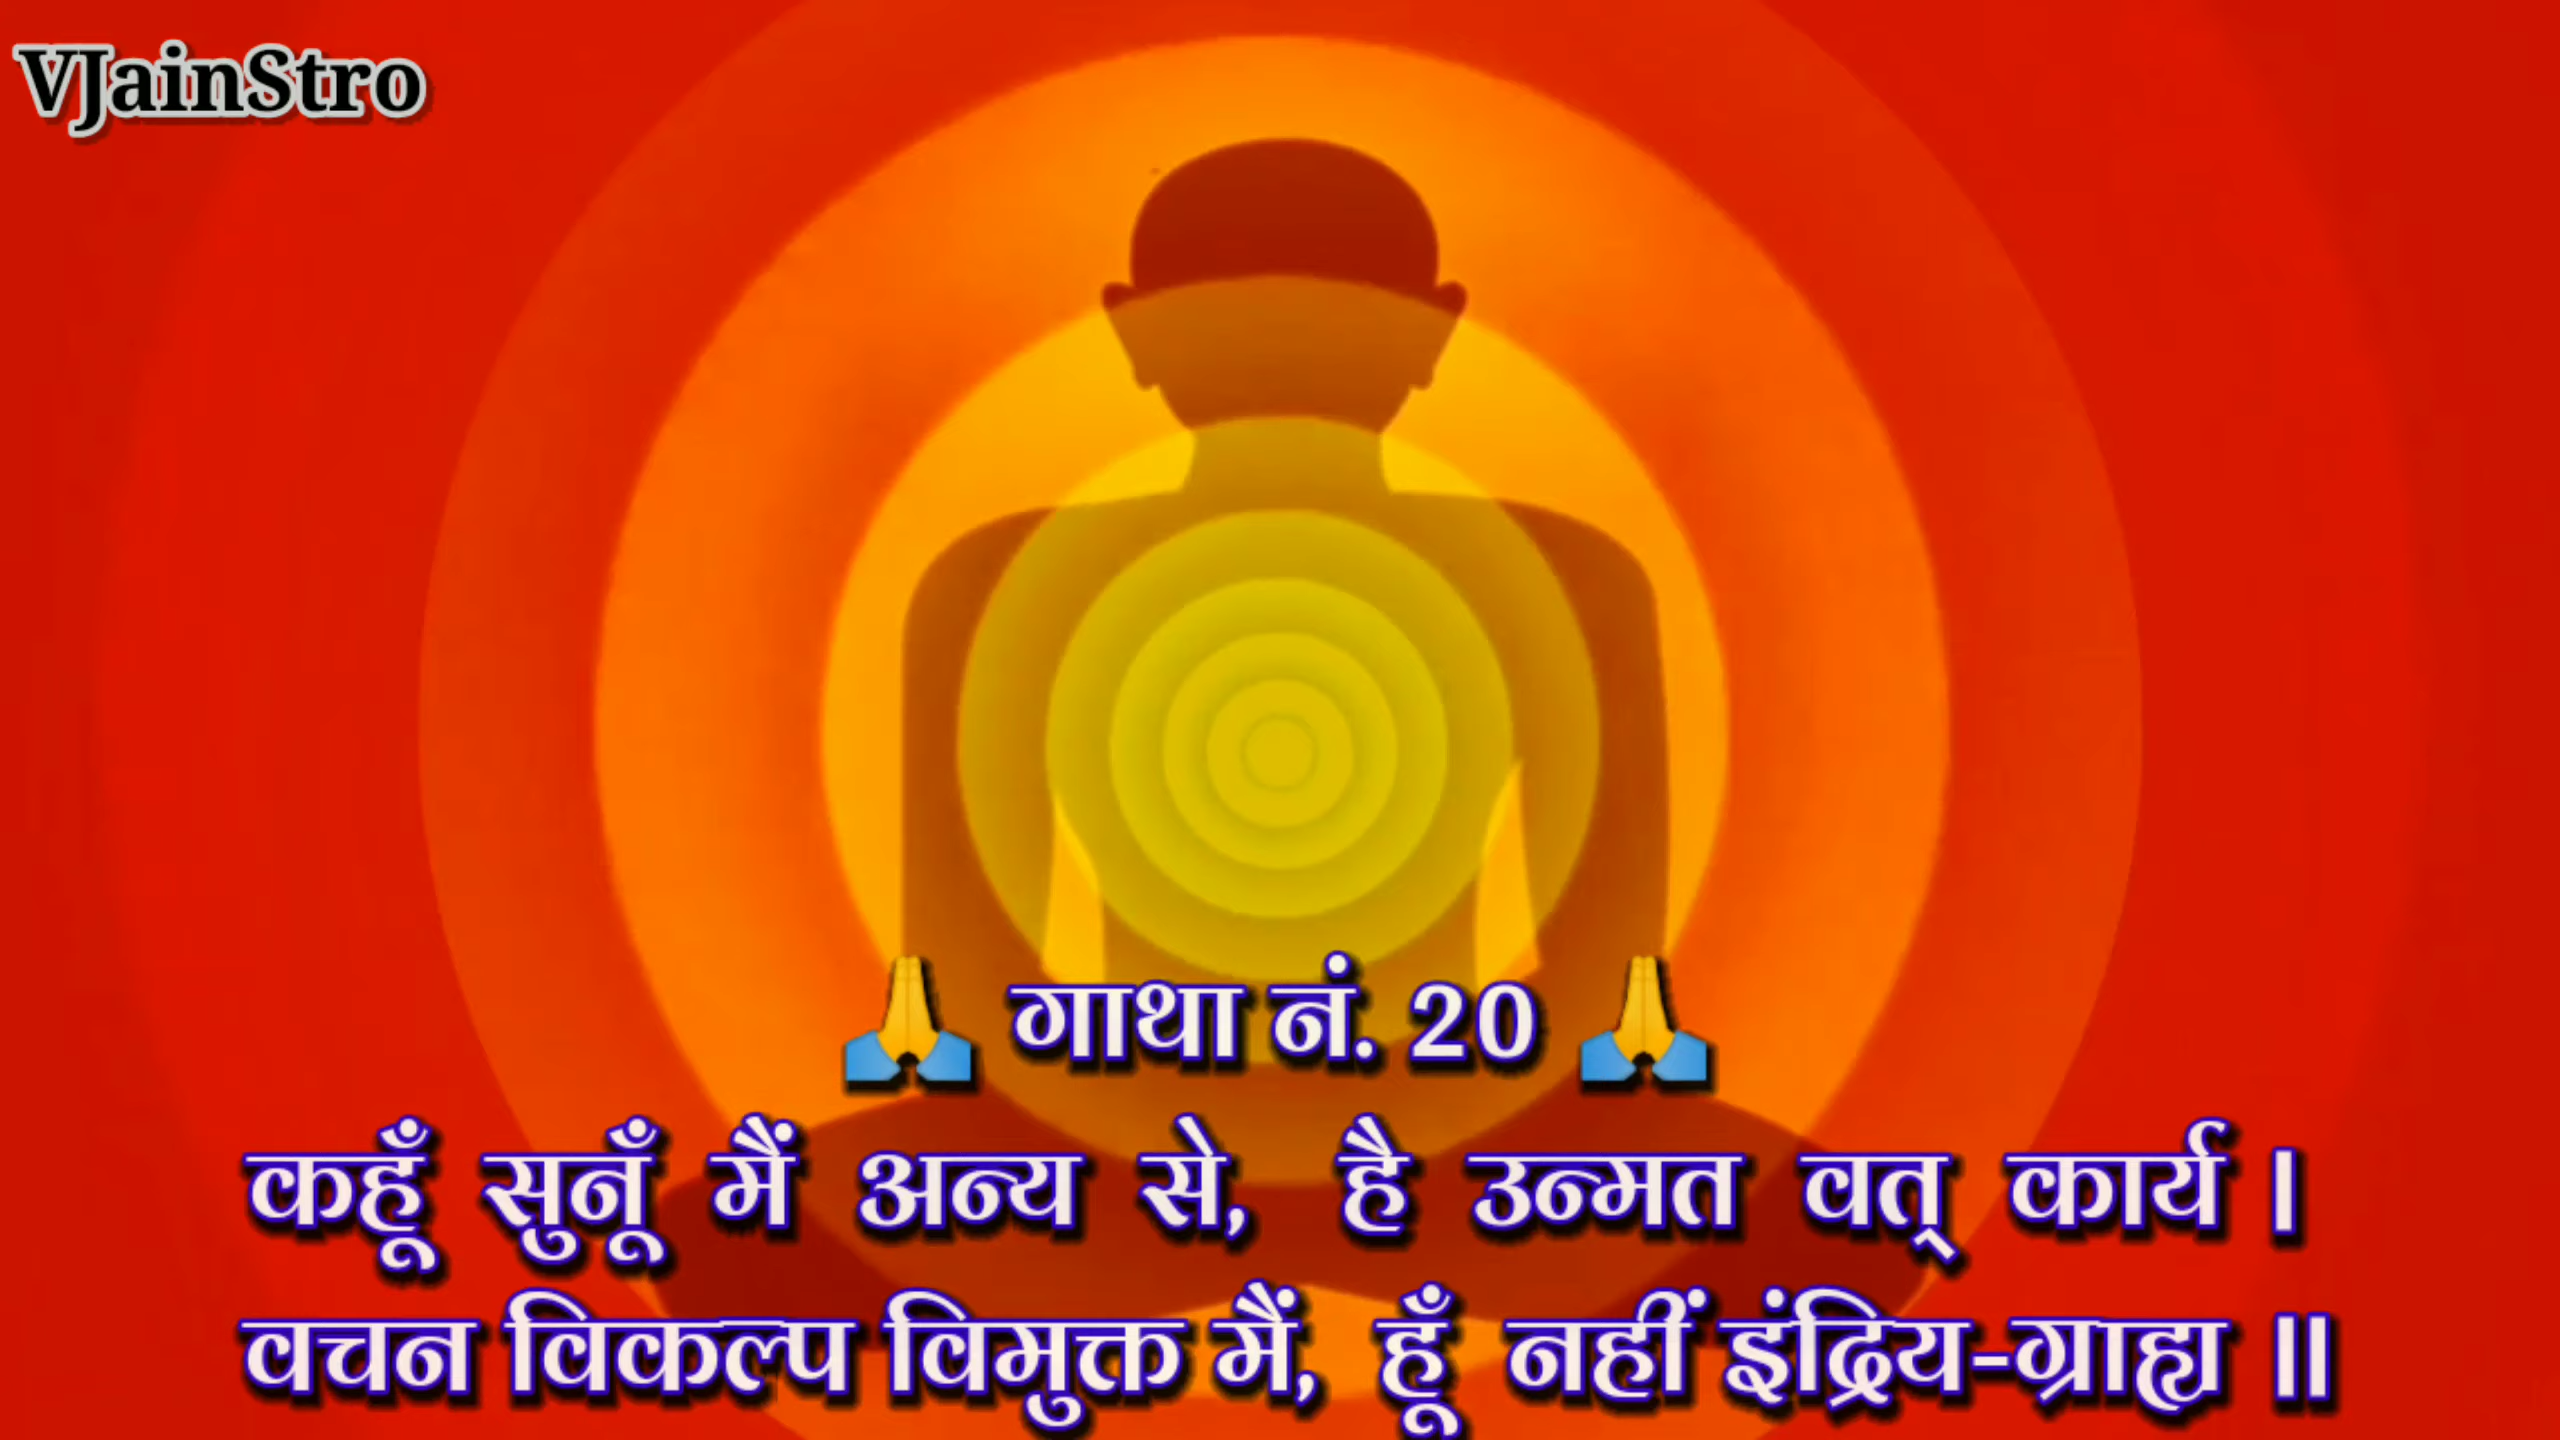 VJainStro
🙏 गाथा नं. 20 🙏
कहूँ सुनूँ मैं अन्य से, है उन्मत वत् कार्य ।
वचन विकल्प विमुक्त मैं, हूँ नहीं इंद्रिय-ग्राह्य ॥